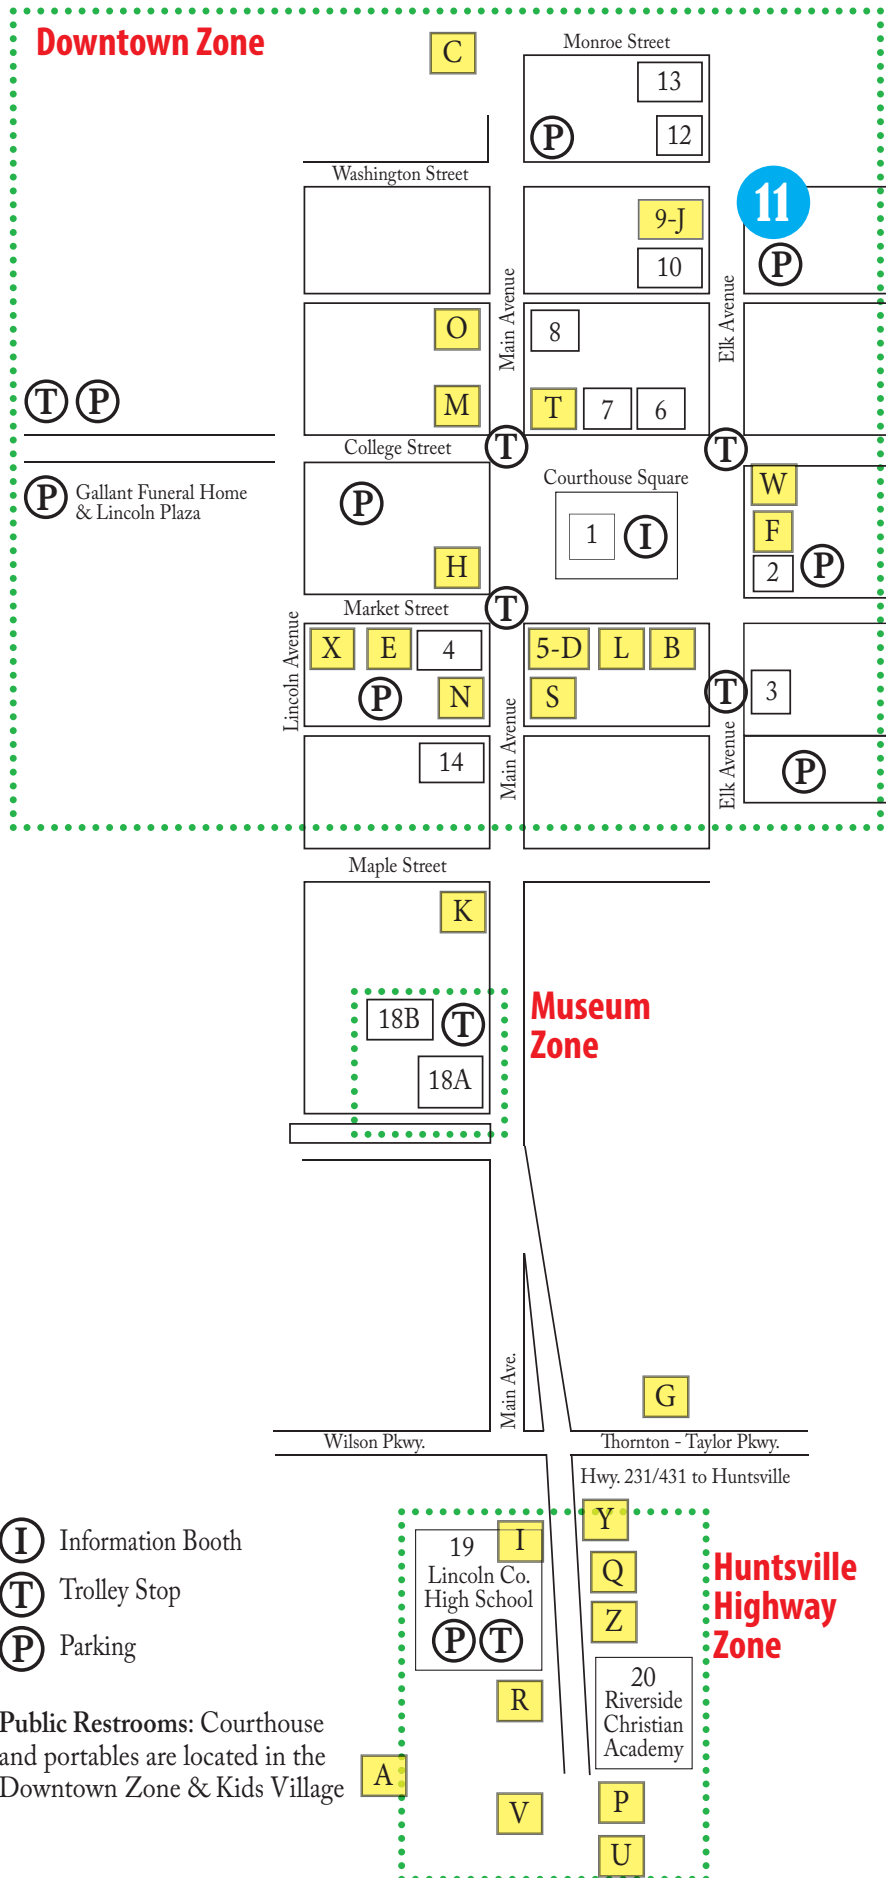 Downtown Zone
C
Monroe Street
13
P
12
Washington Street
11
9-J
P
10
Main Avenue
Elk Avenue
O
8
T P
M
T
7
6
College Street
T
T
Courthouse Square
P
Gallant Funeral Home
& Lincoln Plaza
P
W
1
I
F
H
2
P
Market Street
T
Lincoln Avenue
X
E
4
5-D
L
B
P
N
S
T
3
14
Main Avenue
Elk Avenue
P
Maple Street
K
18B
T
Museum
Zone
18A
Main Ave.
G
Wilson Pkwy.
Thornton - Taylor Pkwy.
Hwy. 231/431 to Huntsville
I Information Booth
T Trolley Stop
P Parking
Public Restrooms: Courthouse
and portables are located in the
Downtown Zone & Kids Village
19
I
Lincoln Co.
High School
P T
Y
Q
Z
Huntsville
Highway
Zone
R
20
Riverside
Christian
Academy
A
V
P
U